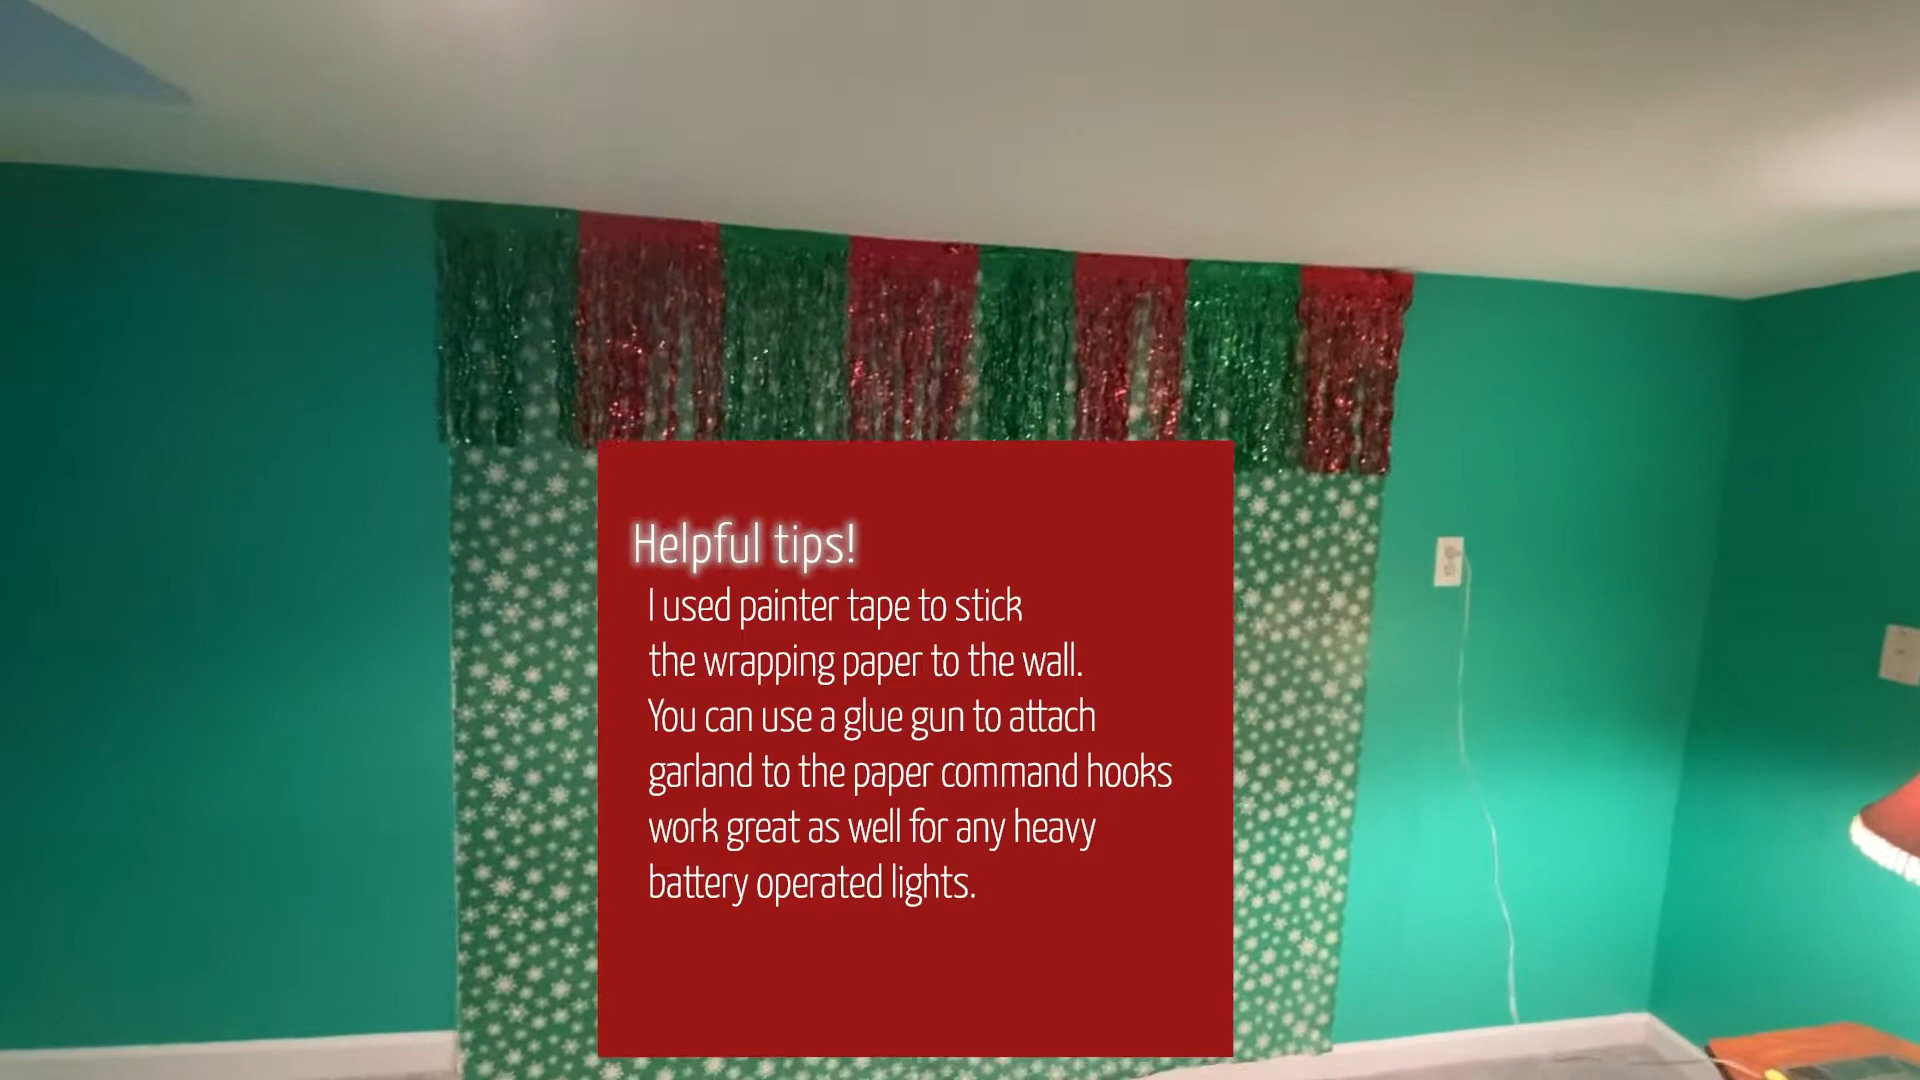 Helpful tips!
I used painter tape to stick
the wrapping paper to the wall.
You can use a glue gun to attach
garland to the paper command hooks
work great as well for any heavy
battery operated lights.